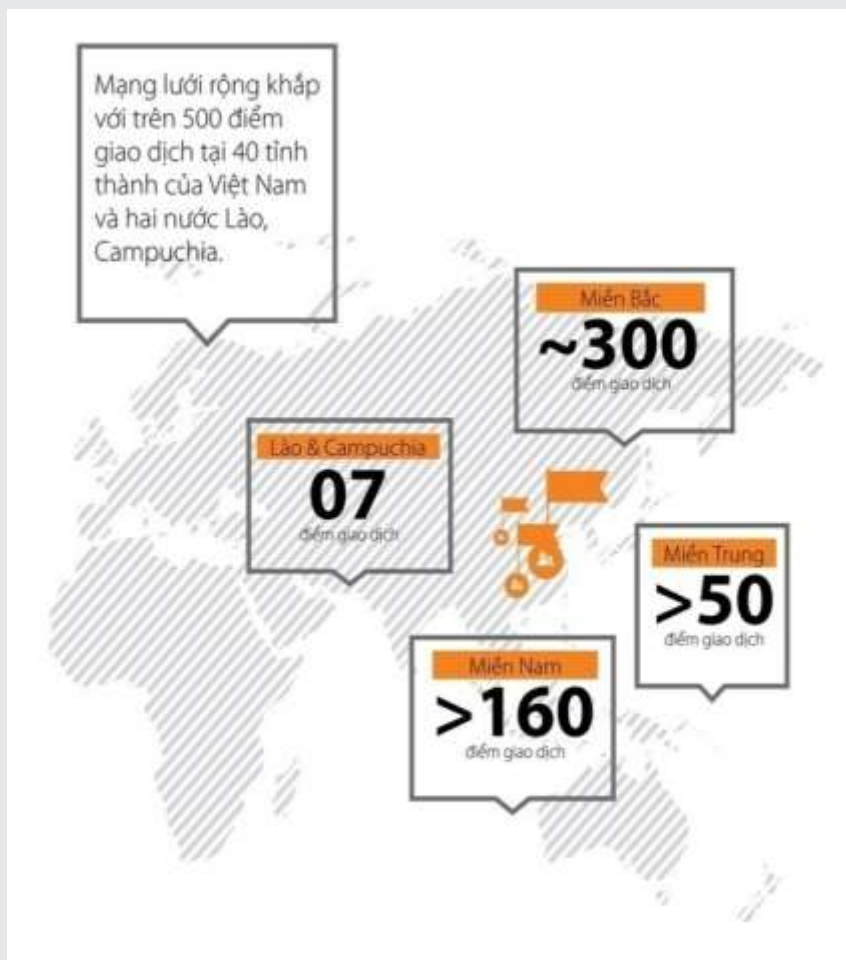 Mạng lưới rộng khắp
với trên 500 điểm
giao dịch tại 40 tỉnh
thành của Việt Nam
và hai nước Lào,
Campuchia.
Miền Bắc
~300
điểm giao dịch
Lào & Campuchia
07
điểm giao dịch
Miền Trung
>50
điểm giao dịch
Miền Nam
>160
điểm giao dịch